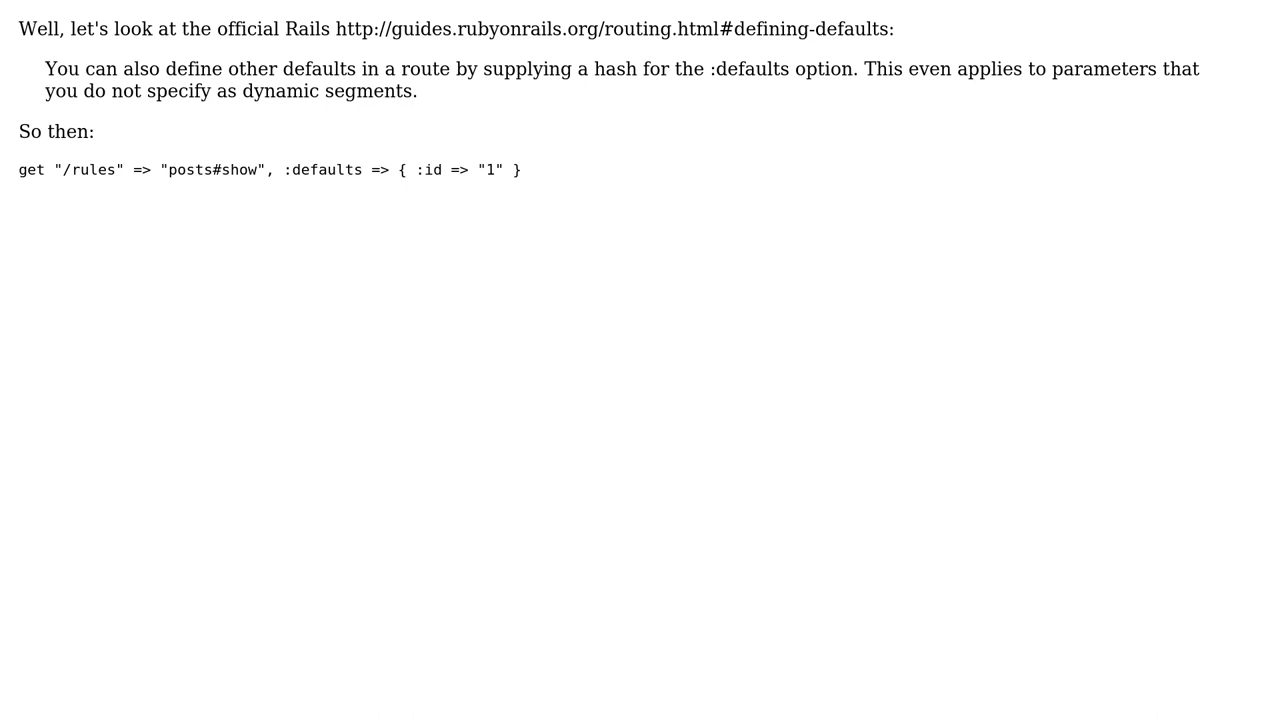 Well, let's look at the official Rails http://guides.rubyonrails.org/routing.html#defining-defaults:
You can also define other defaults in a route by supplying a hash for the :defaults option. This even applies to parameters that
you do not specify as dynamic segments.
So then:
get "/rules" => "posts#show", :defaults => { :id => "1" }